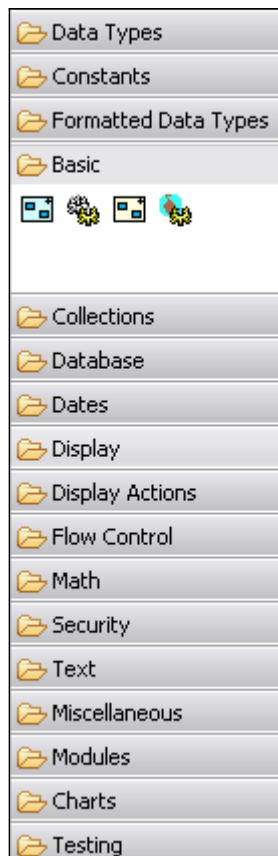 Data Types
Constants
Formatted Data Types
Basic
Collections
Database
Dates
Display
Display Actions
Flow Control
Math
Security
Text
Miscellaneous
Modules
Charts
Testing